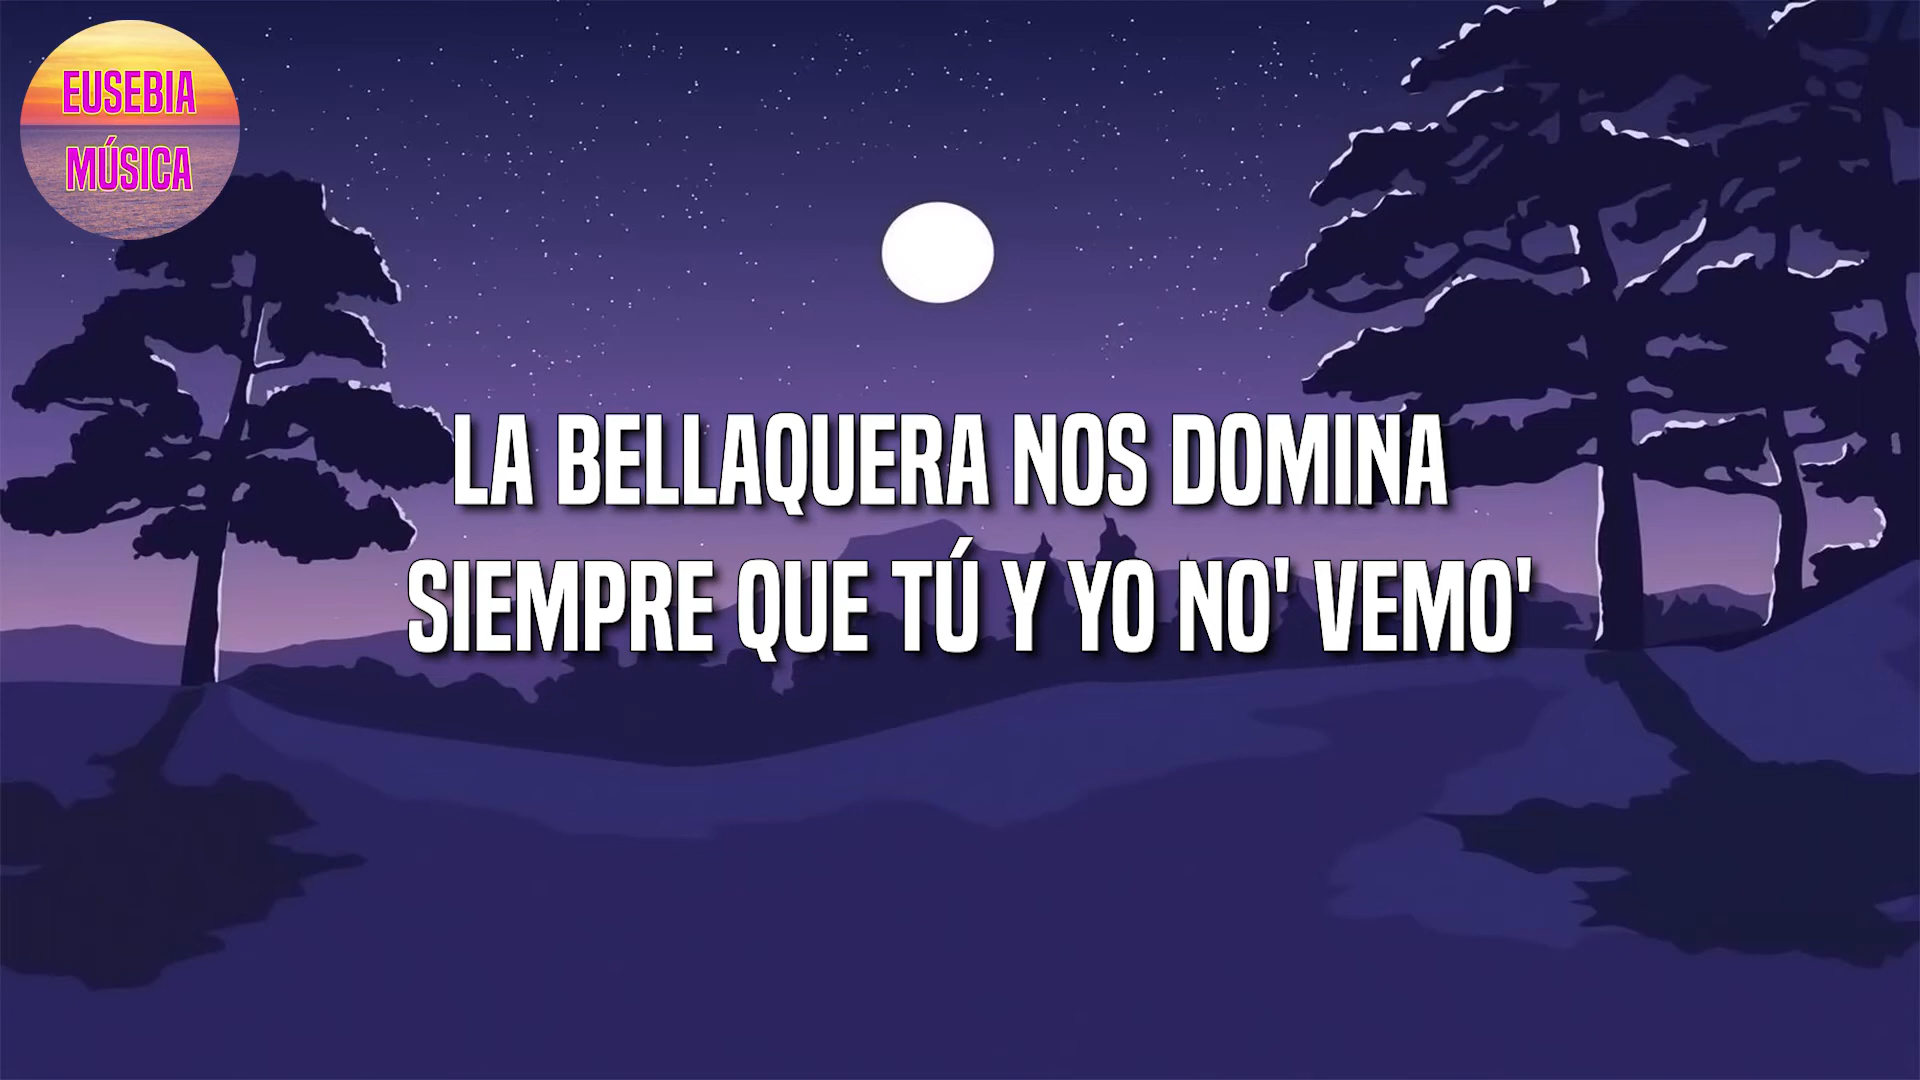 EUSEBIA
MÚSICA
LA BELLAQUERA NOS DOMINA
SIEMPRE QUE TÚ Y YO NO' VEMO'